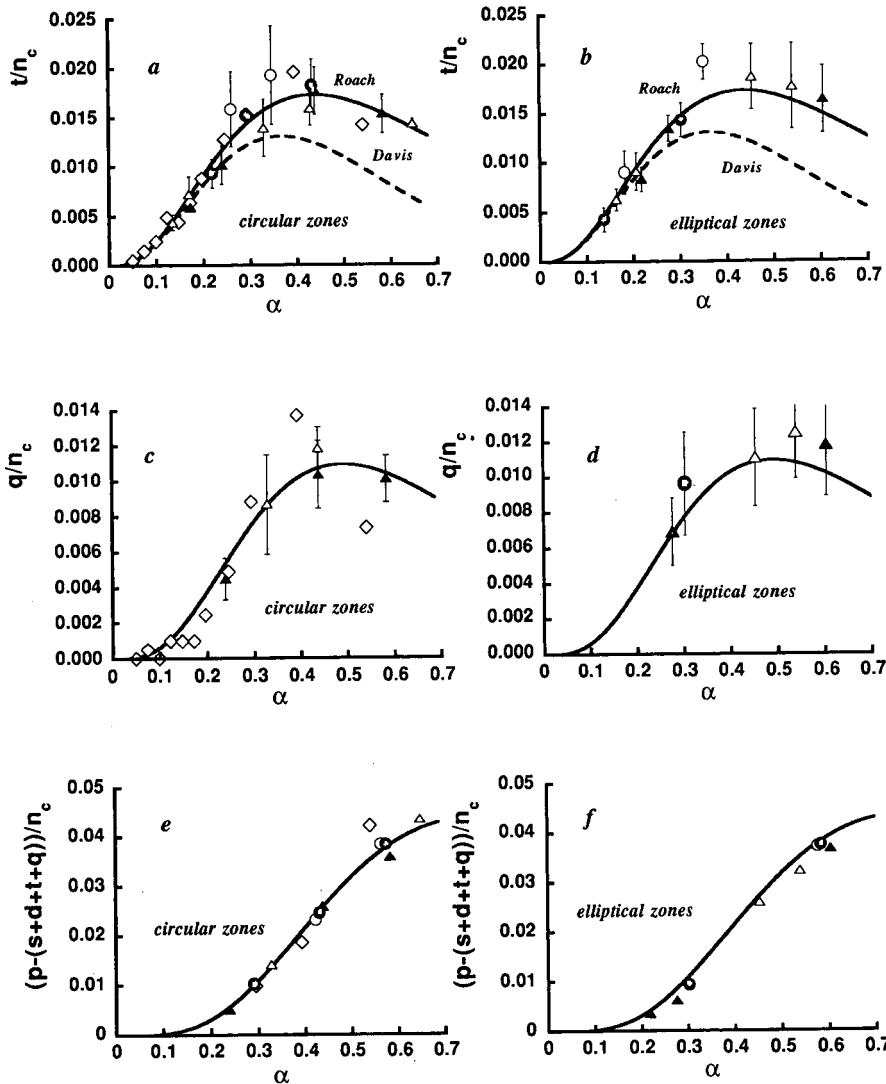 t/n_c
0.025
0.020
0.015
0.010
0.005
0.000
a
Roach
Davis
circular zones
0 0.1 0.2 0.3 0.4 0.5 0.6 0.7
α
t/n_c
0.025
0.020
0.015
0.010
0.005
0.000
b
Roach
Davis
elliptical zones
0 0.1 0.2 0.3 0.4 0.5 0.6 0.7
α
q/n_c
0.014
0.012
0.010
0.008
0.006
0.004
0.002
0.000
c
circular zones
0 0.1 0.2 0.3 0.4 0.5 0.6 0.7
α
q/n_c
0.014
0.012
0.010
0.008
0.006
0.004
0.002
0.000
d
elliptical zones
0 0.1 0.2 0.3 0.4 0.5 0.6 0.7
α
(p-(s+d+t+q))/n_c
0.05
0.04
0.03
0.02
0.01
0
e
circular zones
0 0.1 0.2 0.3 0.4 0.5 0.6 0.7
α
(p-(s+d+t+q))/n_c
0.05
0.04
0.03
0.02
0.01
0
f
elliptical zones
0 0.1 0.2 0.3 0.4 0.5 0.6 0.7
α